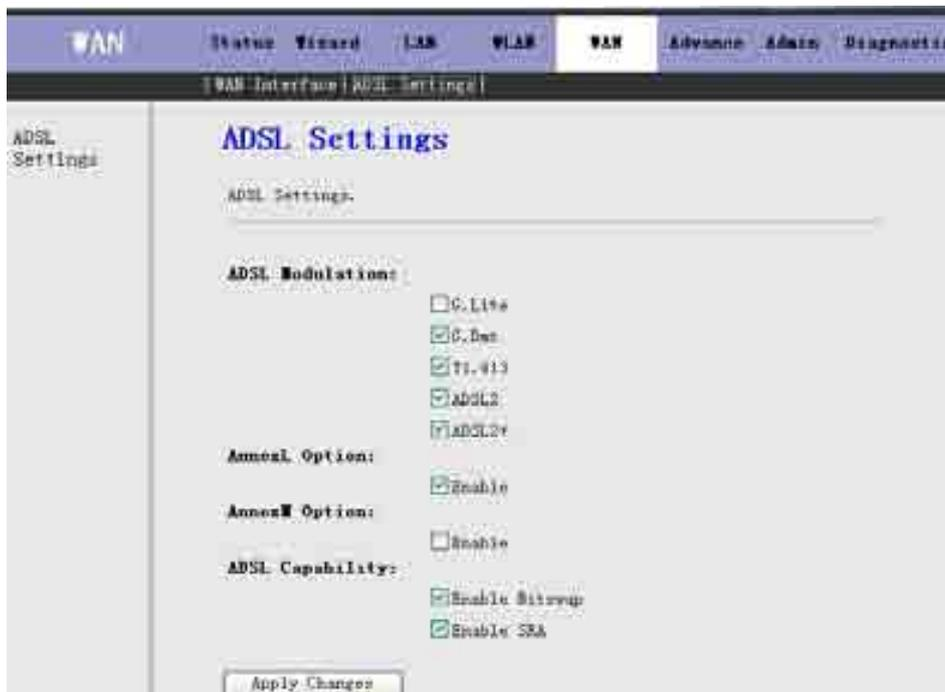 WAN
Status Wizard LAN WLAN WAN Advance Admin Diagnostic
| WAN Interface | ADSL Settings |
ADSL
Settings
ADSL Settings
ADSL Settings.
ADSL Modulation:
G.Lite
G.Dmt
T1.413
ADSL2
ADSL2+
AnnexL Option:
Enable
AnnexM Option:
Enable
ADSL Capability:
Enable Bitswap
Enable SRA
Apply Changes